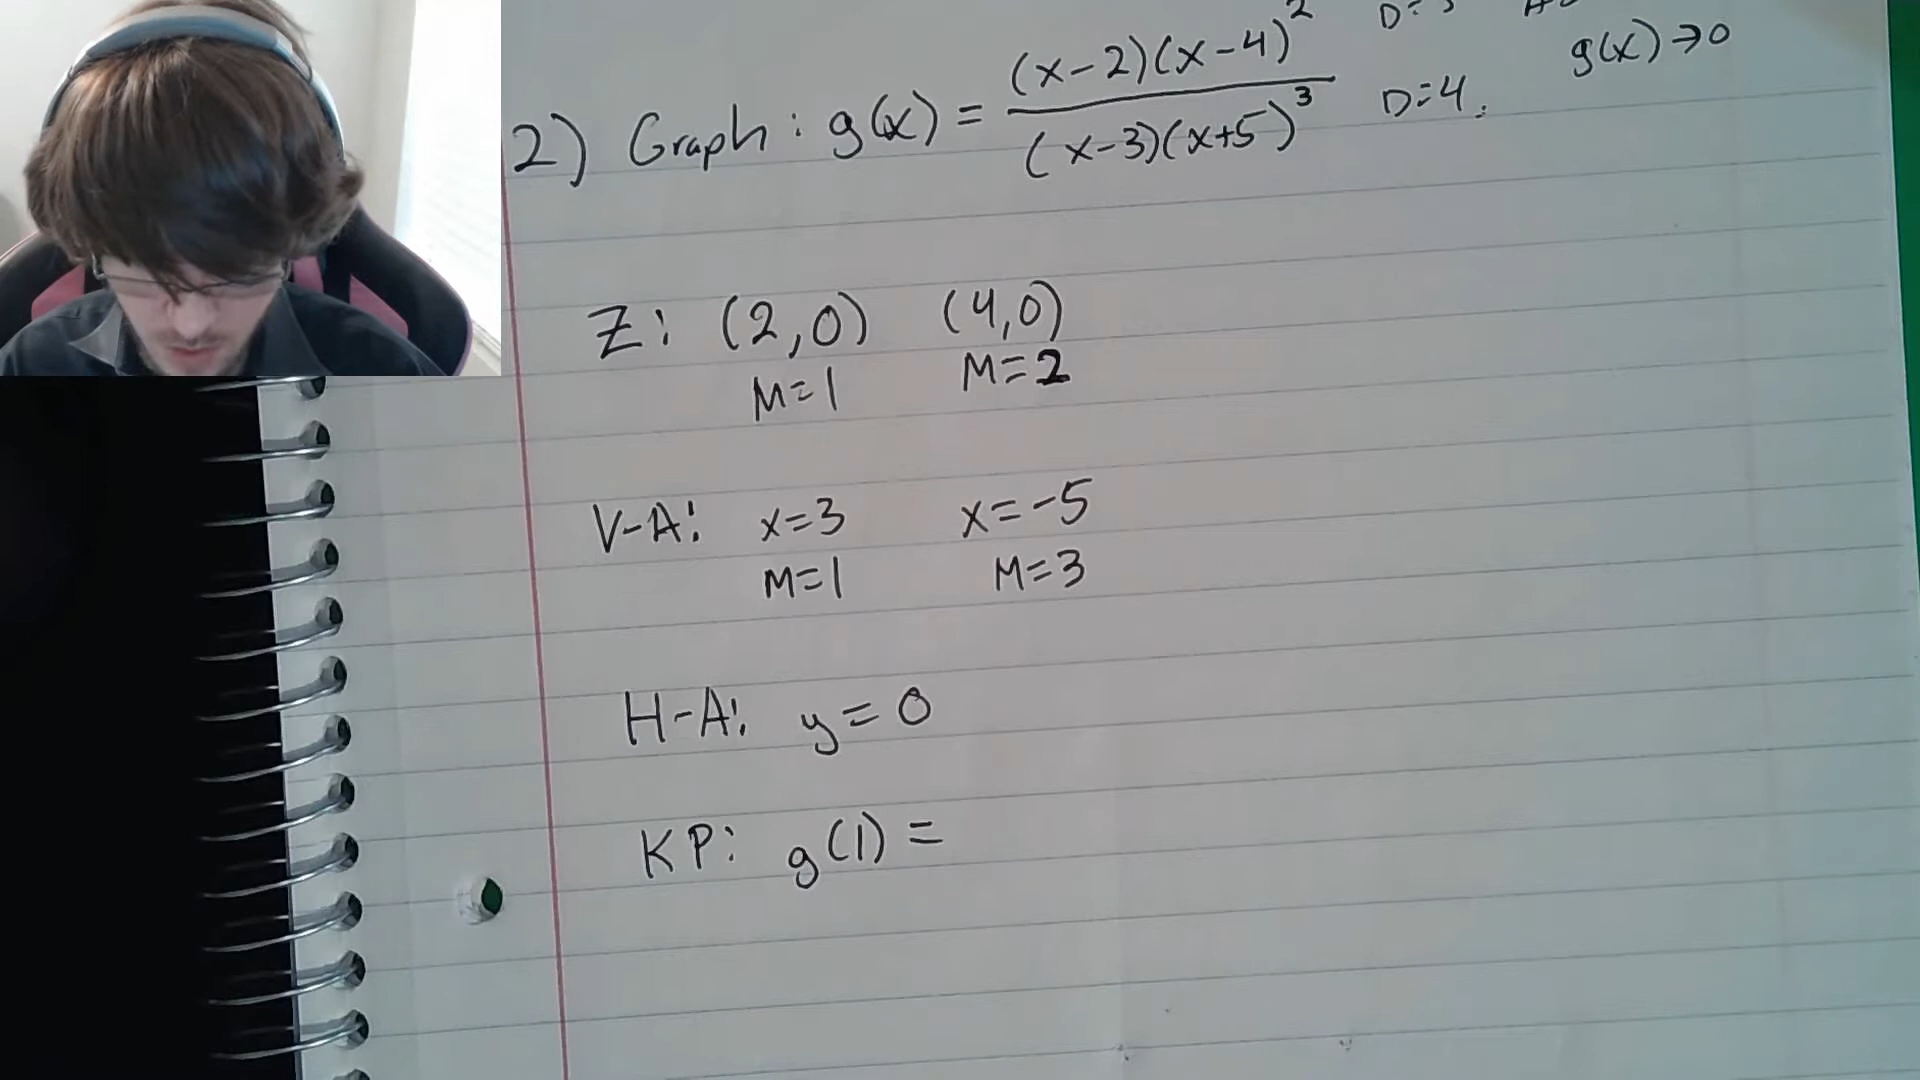 D=3
2) Graph: g(x) = (x-2)(x-4)² / (x-3)(x+5)³ D=4. g(x)→0
Z: (2,0) (4,0)
M=1 M=2
V-A: x=3 x=-5
M=1 M=3
H-A: y=0
KP: g(1)=